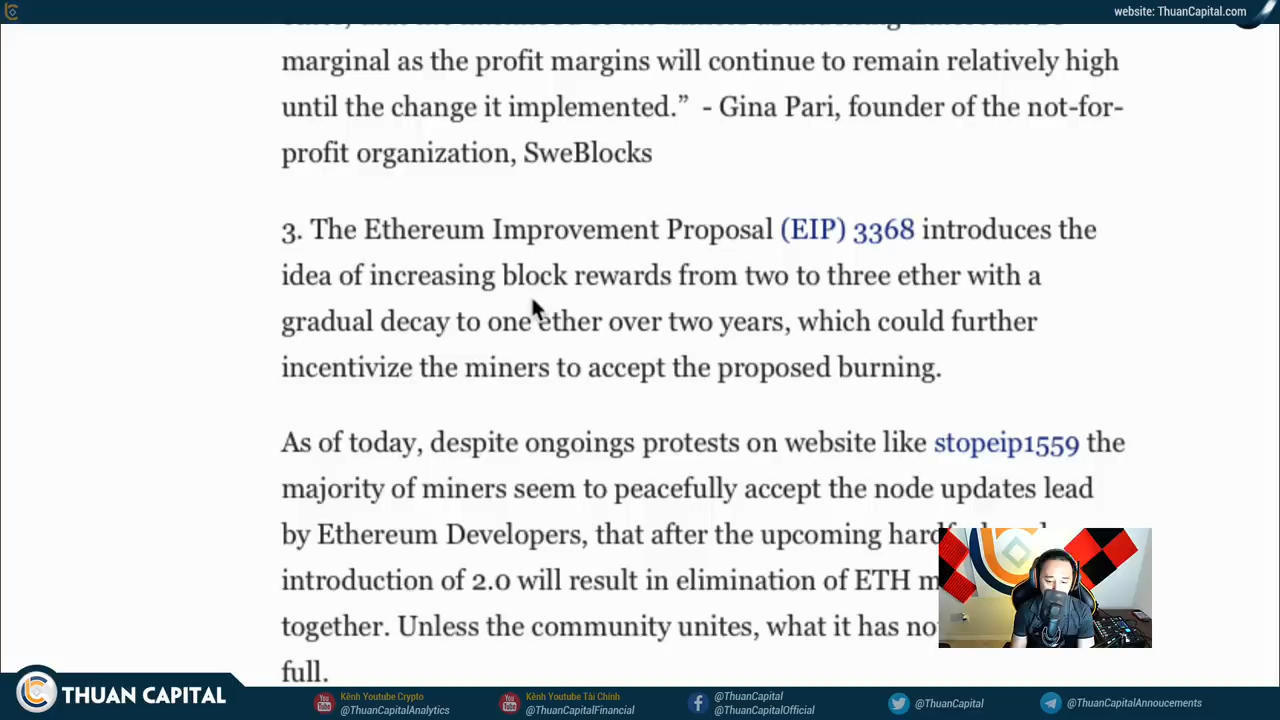 website: ThuanCapital.com
marginal as the profit margins will continue to remain relatively high
until the change it implemented.” - Gina Pari, founder of the not-for-
profit organization, SweBlocks
3. The Ethereum Improvement Proposal (EIP) 3368 introduces the
idea of increasing block rewards from two to three ether with a
gradual decay to one ether over two years, which could further
incentivize the miners to accept the proposed burning.
As of today, despite ongoings protests on website like stopeip1559 the
majority of miners seem to peacefully accept the node updates lead
by Ethereum Developers, that after the upcoming
introduction of 2.0 will result in elimination of ETH
together. Unless the community unites, what it has
full.
THUAN CAPITAL
Kênh Youtube Crypto
@ThuanCapitalAnalytics
Kênh Youtube Tài Chính
@ThuanCapitalFinancial
@ThuanCapital
@ThuanCapitalOfficial
@ThuanCapital
@ThuanCapitalAnnoucements